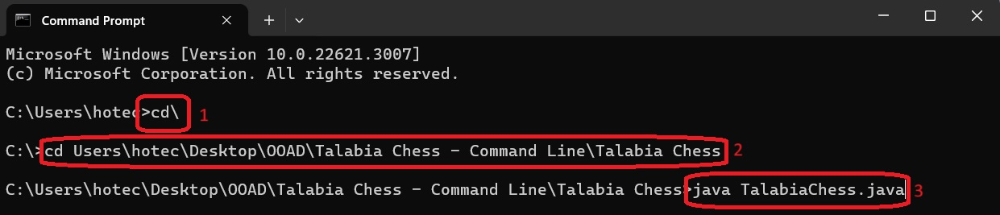 Command Prompt
Microsoft Windows [Version 10.0.22621.3007]
(c) Microsoft Corporation. All rights reserved.
C:\Users\hotec>cd\ 1
C:\>cd Users\hotec\Desktop\OOAD\Talabia Chess - Command Line\Talabia Chess 2
C:\Users\hotec\Desktop\OOAD\Talabia Chess - Command Line\Talabia Chess>java TalabiaChess.java 3